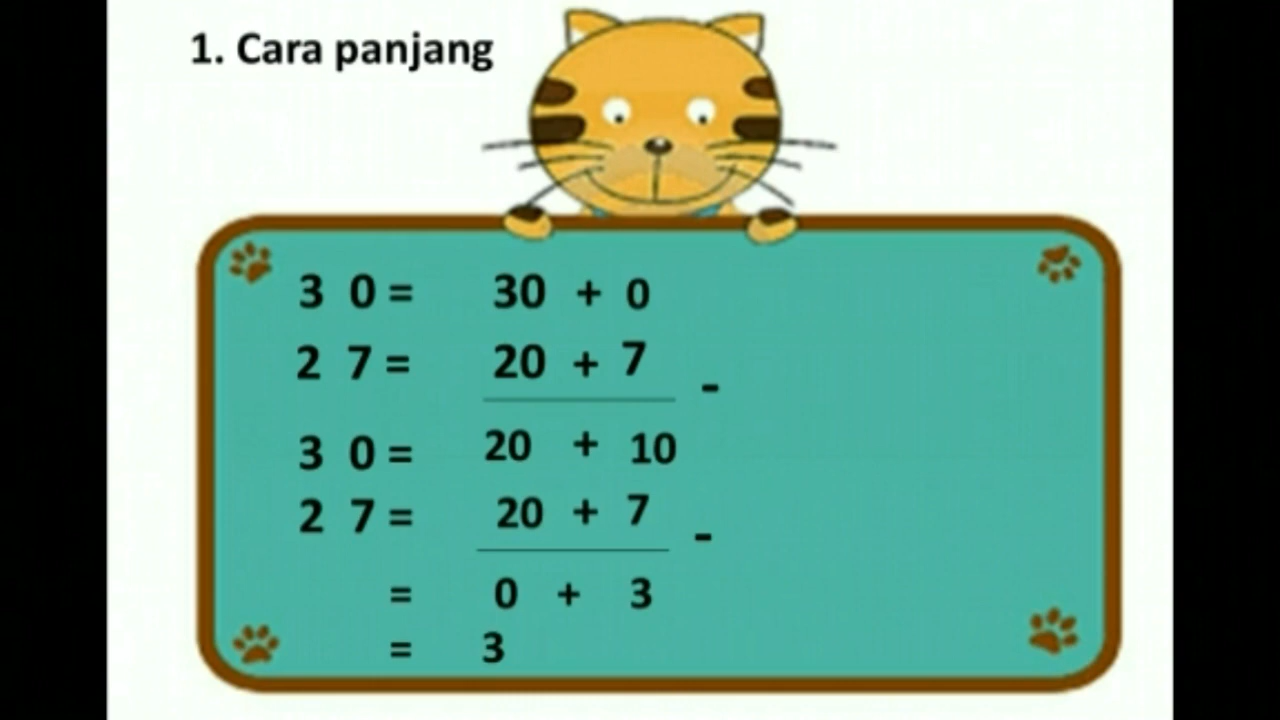 1. Cara panjang
3 0 = 30 + 0
2 7 = 20 + 7 -
3 0 = 20 + 10
2 7 = 20 + 7 -
= 0 + 3
= 3